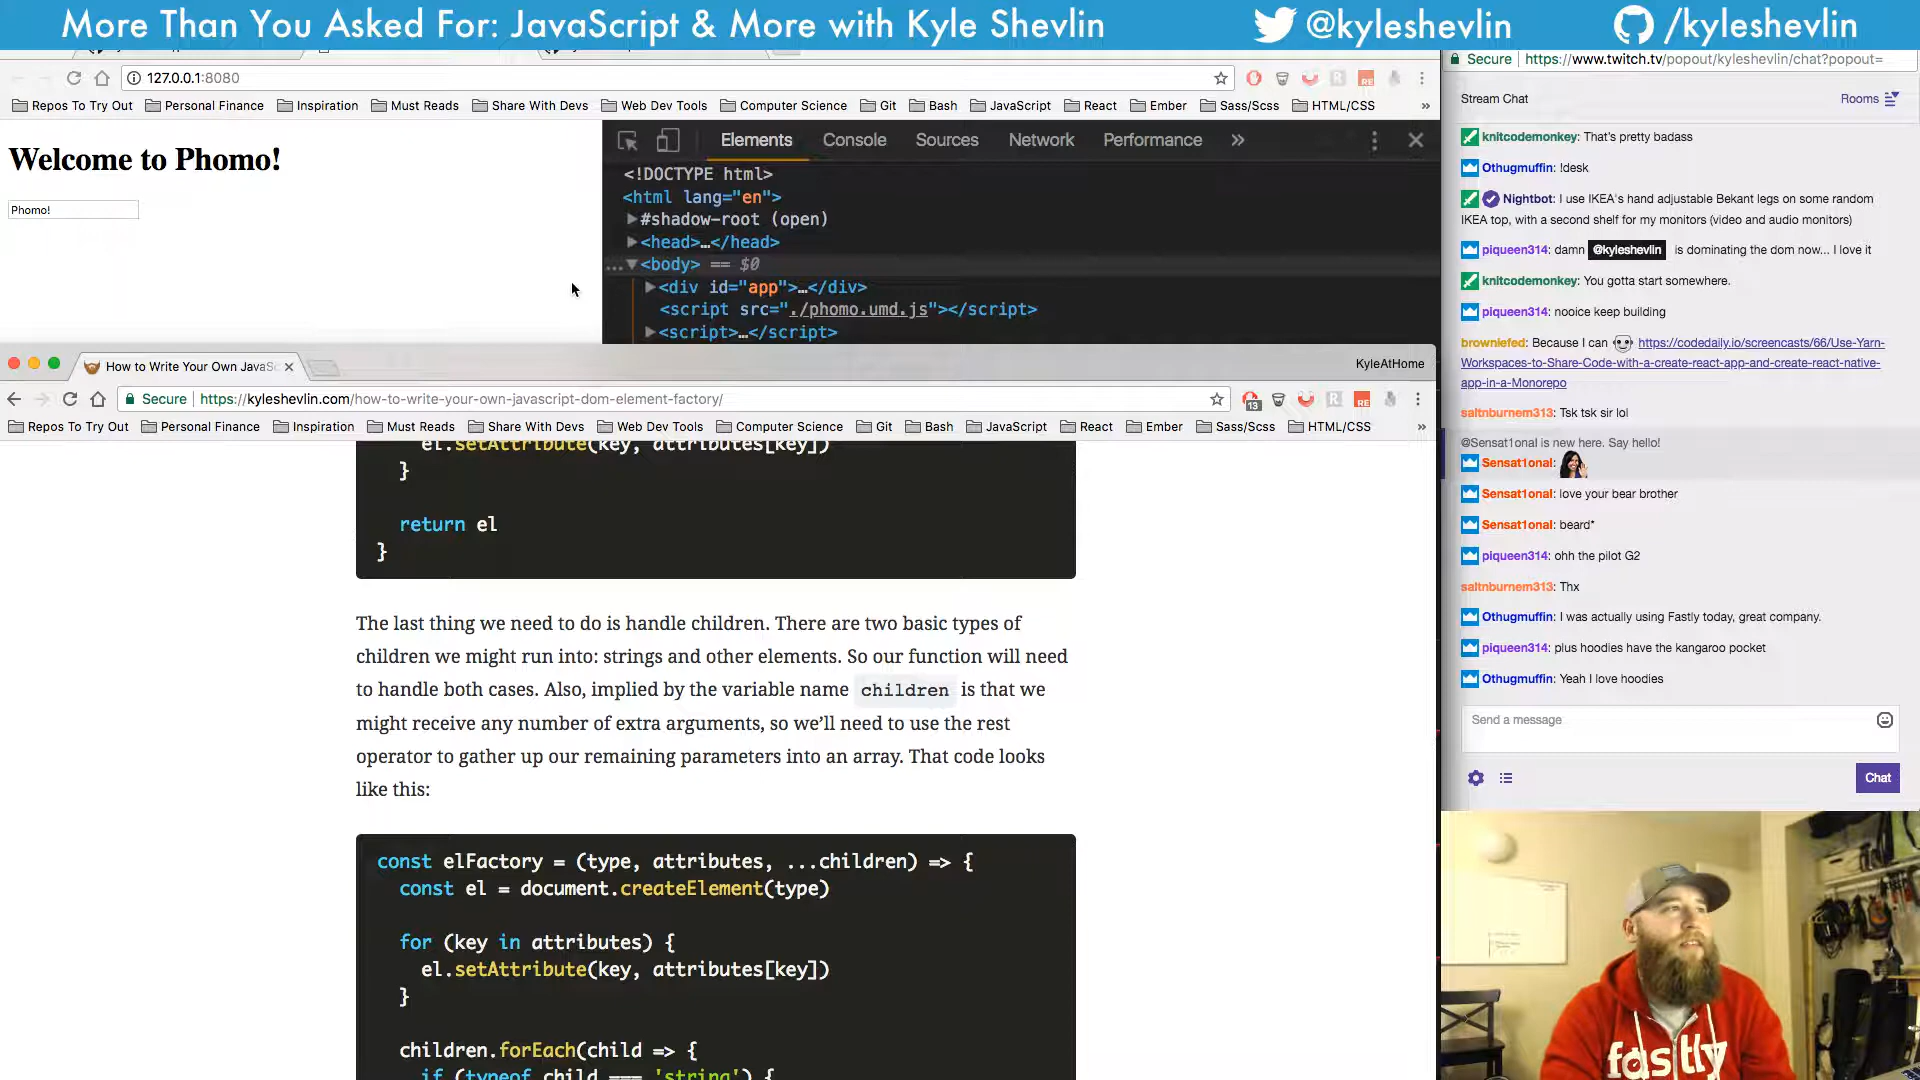 More Than You Asked For: JavaScript & More with Kyle Shevlin
@kyleshevlin
/kyleshevlin
127.0.0.1:8080
Repos To Try Out
Personal Finance
Inspiration
Must Reads
Share With Devs
Web Dev Tools
Computer Science
Git
Bash
JavaScript
React
Ember
Sass/Scss
HTML/CSS
»
Welcome to Phomo!
Phomo!
Elements
Console
Sources
Network
Performance
»
<!DOCTYPE html>
<html lang="en">
#shadow-root (open)
<head>…</head>
… <body> == $0
<div id="app">…</div>
<script src="./phomo.umd.js"></script>
<script>…</script>
How to Write Your Own JavaSc
KyleAtHome
Secure
https://kyleshevlin.com/how-to-write-your-own-javascript-dom-element-factory/
13
Repos To Try Out
Personal Finance
Inspiration
Must Reads
Share With Devs
Web Dev Tools
Computer Science
Git
Bash
JavaScript
React
Ember
Sass/Scss
HTML/CSS
»
el.setAttribute(key, attributes[key])
}
return el
}
The last thing we need to do is handle children. There are two basic types of
children we might run into: strings and other elements. So our function will need
to handle both cases. Also, implied by the variable name children is that we
might receive any number of extra arguments, so we’ll need to use the rest
operator to gather up our remaining parameters into an array. That code looks
like this:
const elFactory = (type, attributes, ...children) => {
const el = document.createElement(type)
for (key in attributes) {
el.setAttribute(key, attributes[key])
}
children.forEach(child => {
if (typeof child === 'string') {
Secure
https://www.twitch.tv/popout/kyleshevlin/chat?popout=
Stream Chat
Rooms
knitcodemonkey: That's pretty badass
Othugmuffin: !desk
Nightbot: I use IKEA's hand adjustable Bekant legs on some random
IKEA top, with a second shelf for my monitors (video and audio monitors)
piqueen314: damn @kyleshevlin is dominating the dom now... I love it
knitcodemonkey: You gotta start somewhere.
piqueen314: nooice keep building
browniefed: Because I can https://codedaily.io/screencasts/66/Use-Yarn-
Workspaces-to-Share-Code-with-a-create-react-app-and-create-react-native-
app-in-a-Monorepo
saltnburnem313: Tsk tsk sir lol
@Sensat1onal is new here. Say hello!
Sensat1onal:
Sensat1onal: love your bear brother
Sensat1onal: beard*
piqueen314: ohh the pilot G2
saltnburnem313: Thx
Othugmuffin: I was actually using Fastly today, great company.
piqueen314: plus hoodies have the kangaroo pocket
Othugmuffin: Yeah I love hoodies
Send a message
Chat
fastly